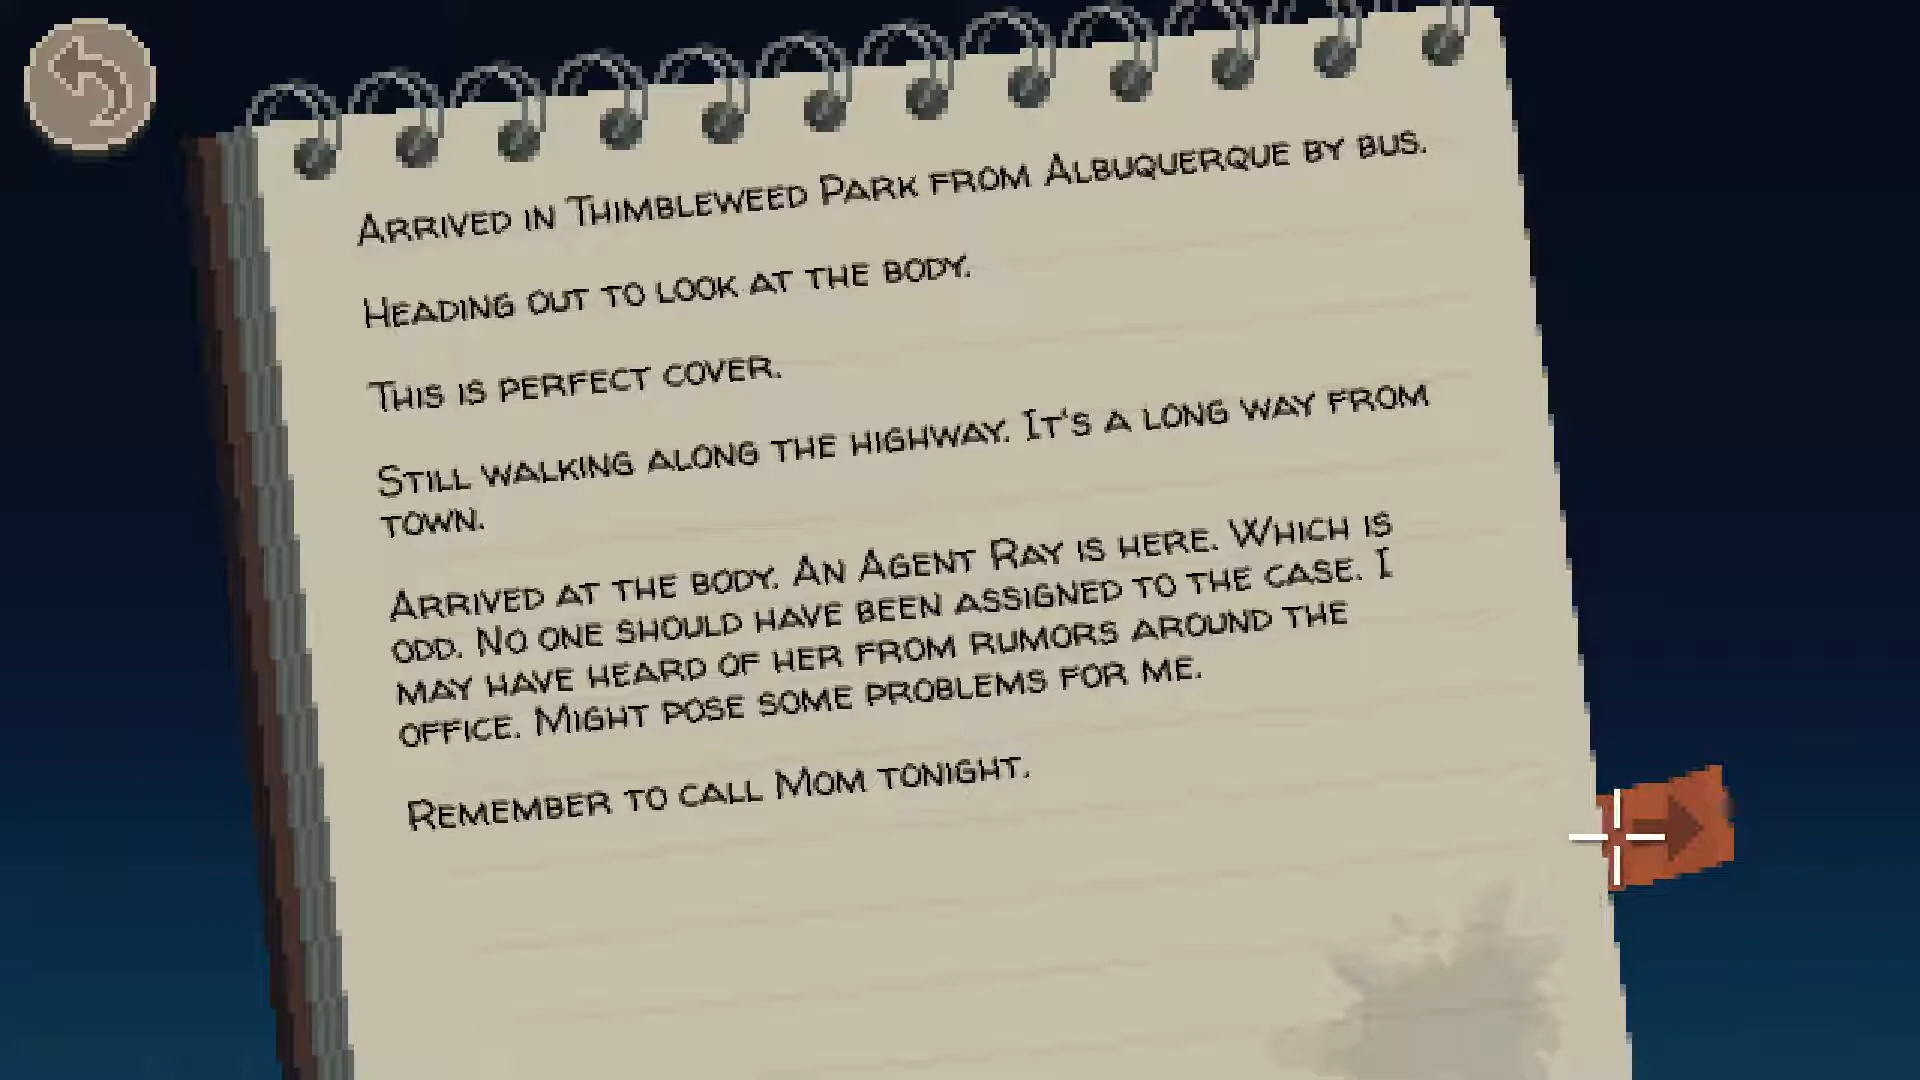 Arrived in Thimbleweed Park from Albuquerque by bus.
Heading out to look at the body.
This is perfect cover.
Still walking along the highway. It's a long way from
town.
Arrived at the body. An Agent Ray is here. Which is
odd. No one should have been assigned to the case. I
may have heard of her from rumors around the
office. Might pose some problems for me.
Remember to call Mom tonight.